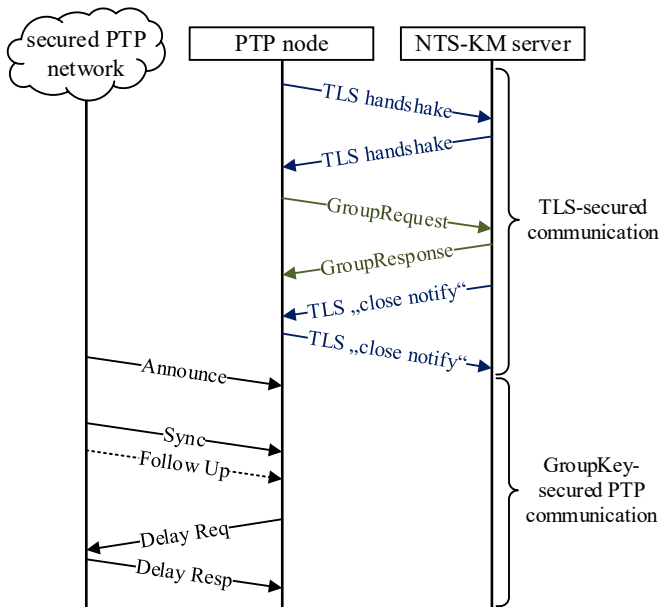 secured PTP
network
PTP node
NTS-KM server
TLS handshake
TLS handshake
GroupRequest
GroupResponse
TLS „close notify“
TLS „close notify“
TLS-secured
communication
Announce
Sync
Follow Up
Delay Req
Delay Resp
GroupKey-
secured PTP
communication